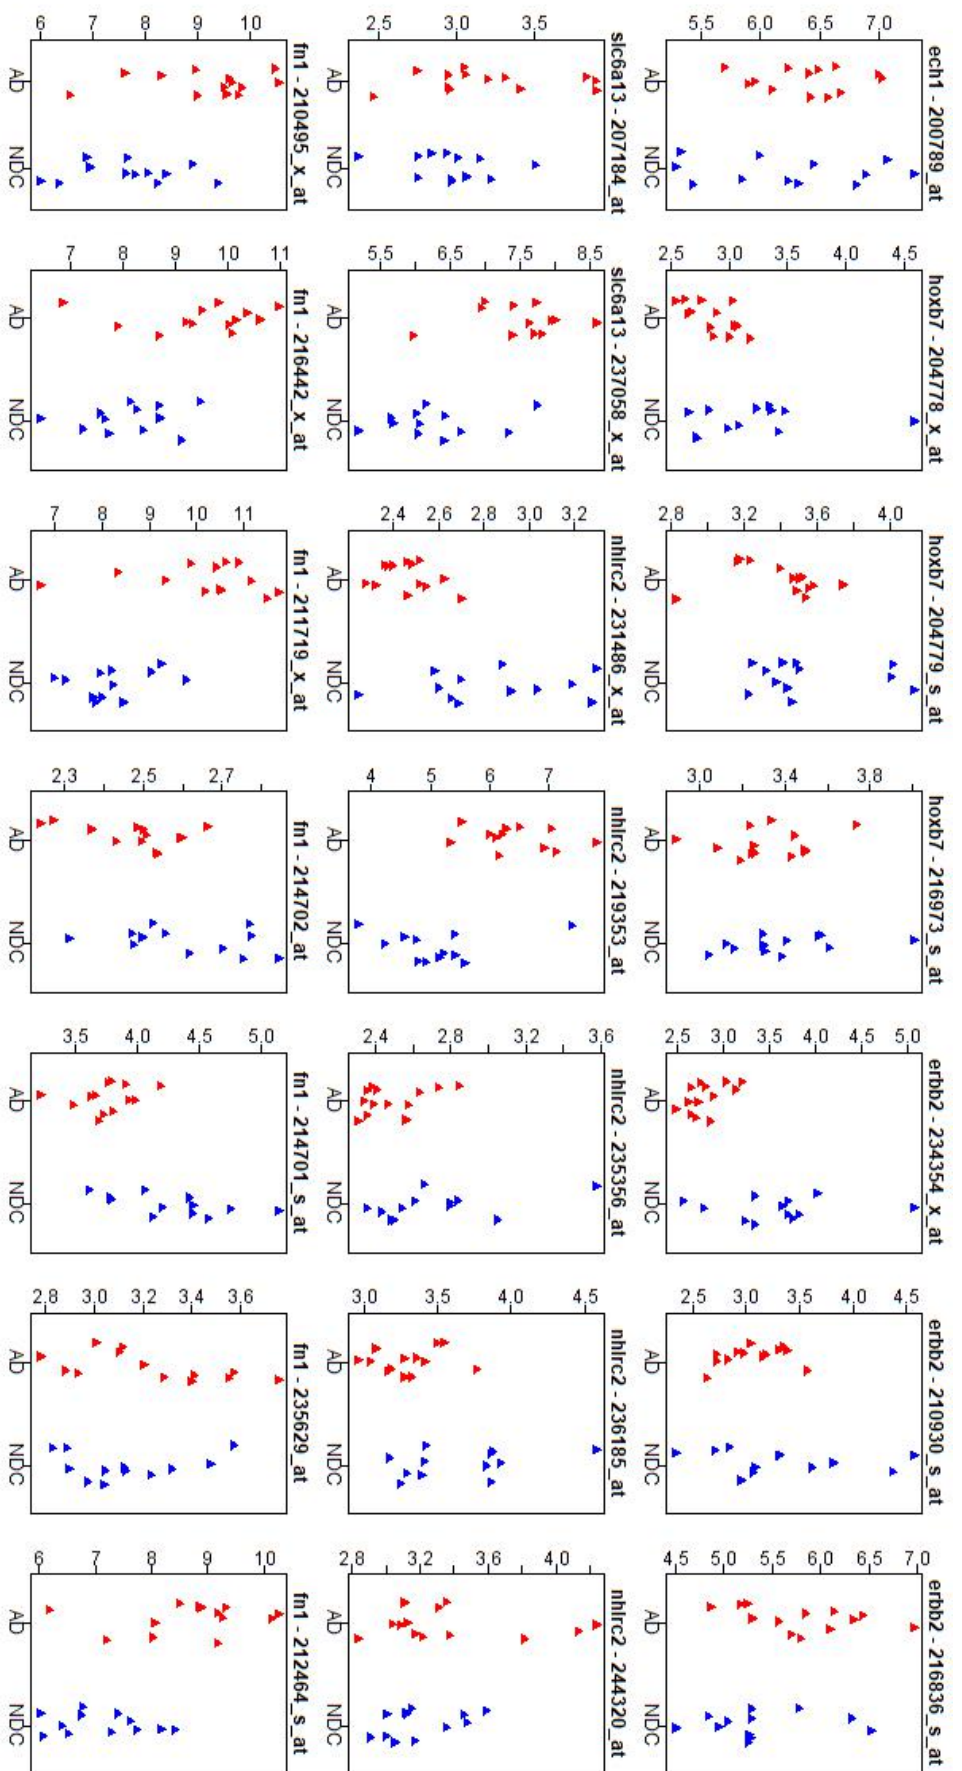 ech1 - 200789_at
5.5 6.0 6.5 7.0
AD NDC
hoxb7 - 204778_x_at
2.5 3.0 3.5 4.0 4.5
AD NDC
hoxb7 - 204779_s_at
2.8 3.2 3.6 4.0
AD NDC
hoxb7 - 216973_s_at
3.0 3.4 3.8
AD NDC
erbb2 - 234354_x_at
2.5 3.0 3.5 4.0 4.5 5.0
AD NDC
erbb2 - 210930_s_at
2.5 3.0 3.5 4.0 4.5
AD NDC
erbb2 - 216836_s_at
4.5 5.0 5.5 6.0 6.5 7.0
AD NDC
slc6a13 - 207184_at
2.5 3.0 3.5
AD NDC
slc6a13 - 237058_x_at
5.5 6.5 7.5 8.5
AD NDC
nhlrc2 - 231486_x_at
2.4 2.6 2.8 3.0 3.2
AD NDC
nhlrc2 - 219353_at
4 5 6 7
AD NDC
nhlrc2 - 235356_at
2.4 2.8 3.2 3.6
AD NDC
nhlrc2 - 236185_at
3.0 3.5 4.0 4.5
AD NDC
nhlrc2 - 244320_at
2.8 3.2 3.6 4.0
AD NDC
fn1 - 210495_x_at
6 7 8 9 10
AD NDC
fn1 - 216442_x_at
7 8 9 10 11
AD NDC
fn1 - 211719_x_at
7 8 9 10 11
AD NDC
fn1 - 214702_at
2.3 2.5 2.7
AD NDC
fn1 - 214701_s_at
3.5 4.0 4.5 5.0
AD NDC
fn1 - 235629_at
2.8 3.0 3.2 3.4 3.6
AD NDC
fn1 - 212464_s_at
6 7 8 9 10
AD NDC